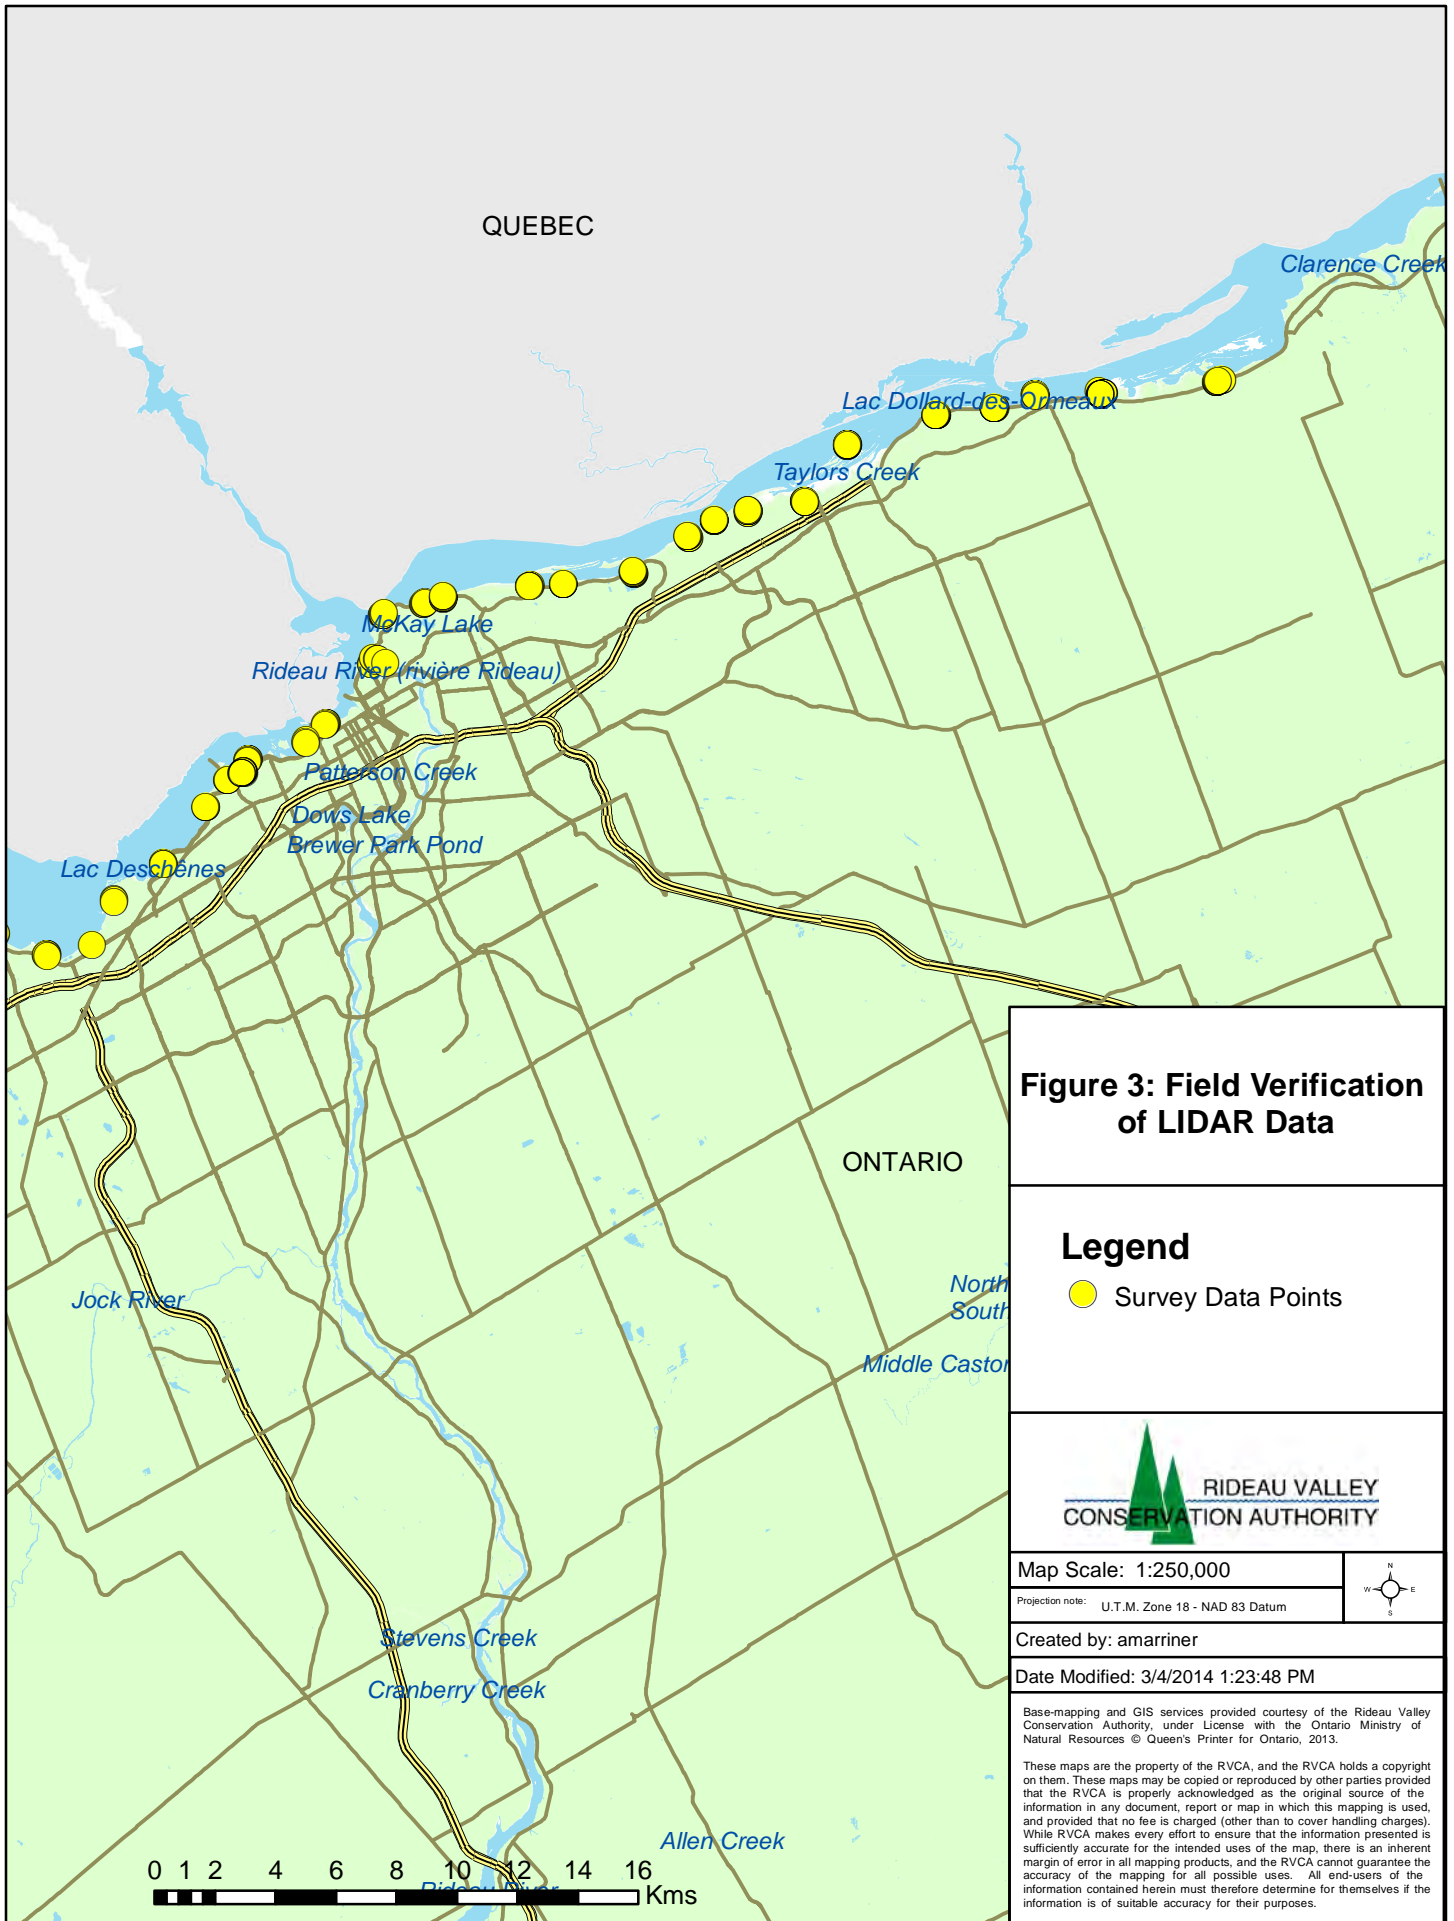 QUEBEC
Clarence Creek
Lac Dollard-des-Ormeaux
Taylors Creek
McKay Lake
Rideau River (rivière Rideau)
Patterson Creek
Dows Lake
Brewer Park Pond
Lac Deschênes
ONTARIO
Jock River
North
South
Middle Castor
Stevens Creek
Cranberry Creek
Allen Creek
Rideau River
0 1 2 4 6 8 10 12 14 16
Kms
Figure 3: Field Verification
of LIDAR Data
Legend
Survey Data Points
RIDEAU VALLEY
CONSERVATION AUTHORITY
Map Scale: 1:250,000
Projection note: U.T.M. Zone 18 - NAD 83 Datum
N
W E
S
Created by: amarriner
Date Modified: 3/4/2014 1:23:48 PM
Base-mapping and GIS services provided courtesy of the Rideau Valley
Conservation Authority, under License with the Ontario Ministry of
Natural Resources © Queen's Printer for Ontario, 2013.
These maps are the property of the RVCA, and the RVCA holds a copyright
on them. These maps may be copied or reproduced by other parties provided
that the RVCA is properly acknowledged as the original source of the
information in any document, report or map in which this mapping is used,
and provided that no fee is charged (other than to cover handling charges).
While RVCA makes every effort to ensure that the information presented is
sufficiently accurate for the intended uses of the map, there is an inherent
margin of error in all mapping products, and the RVCA cannot guarantee the
accuracy of the mapping for all possible uses. All end-users of the
information contained herein must therefore determine for themselves if the
information is of suitable accuracy for their purposes.